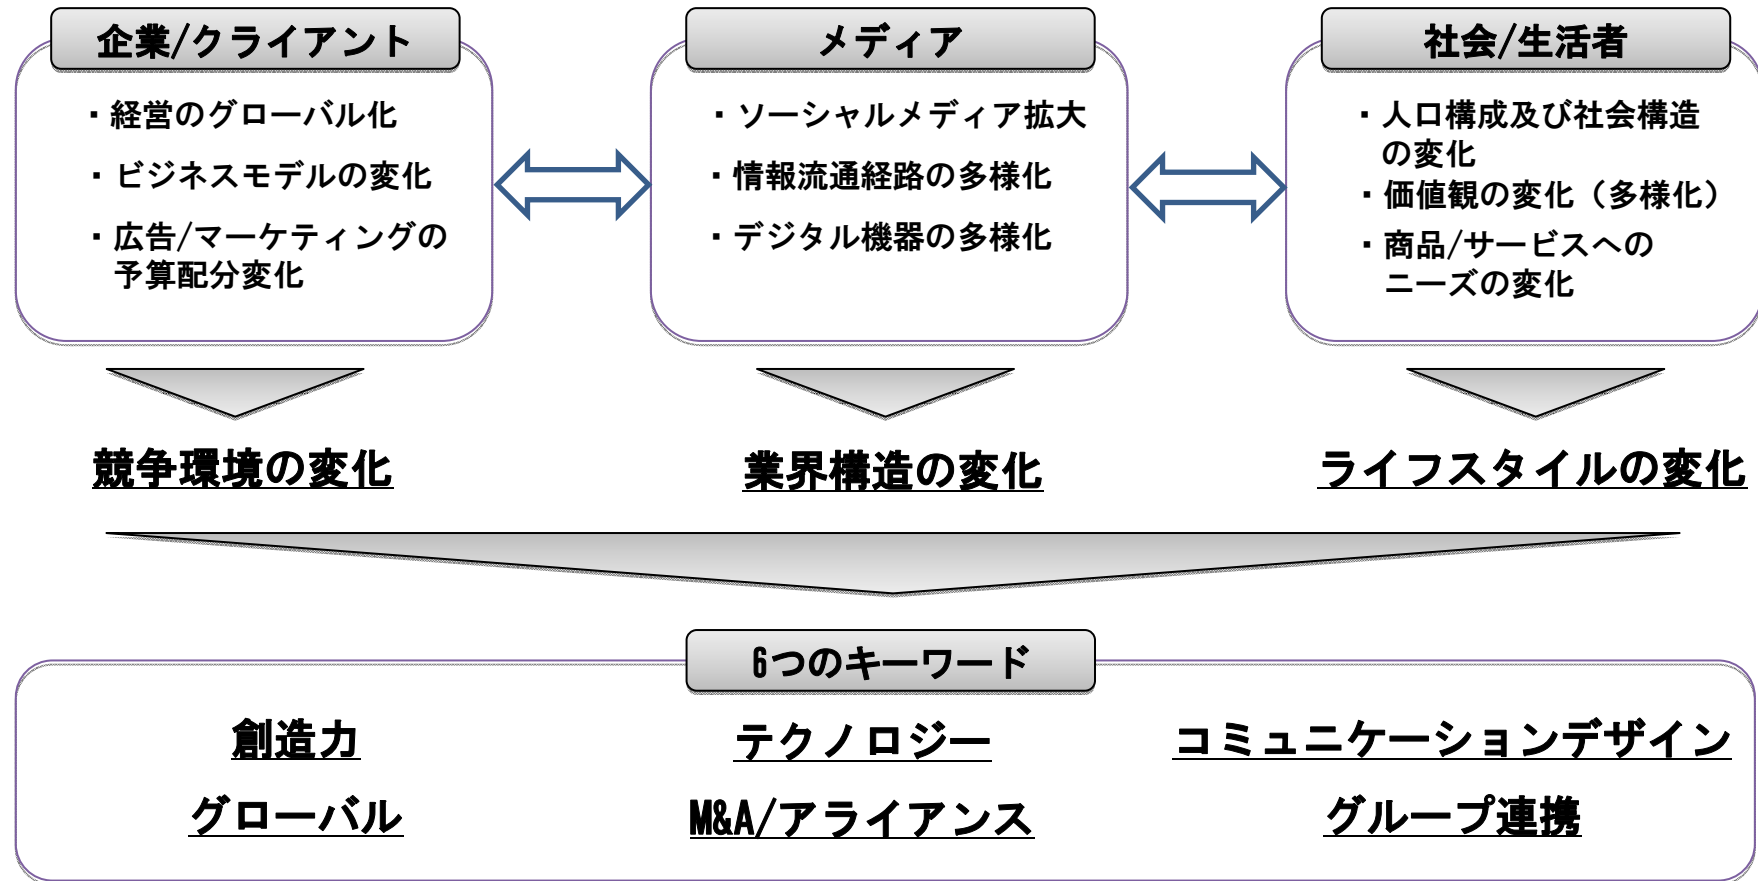 企業/クライアント
・経営のグローバル化
・ビジネスモデルの変化
・広告/マーケティングの
予算配分変化
メディア
・ソーシャルメディア拡大
・情報流通経路の多様化
・デジタル機器の多様化
社会/生活者
・人口構成及び社会構造
の変化
・価値観の変化（多様化）
・商品/サービスへの
ニーズの変化
競争環境の変化
業界構造の変化
ライフスタイルの変化
6つのキーワード
創造力
テクノロジー
コミュニケーションデザイン
グローバル
M&A/アライアンス
グループ連携